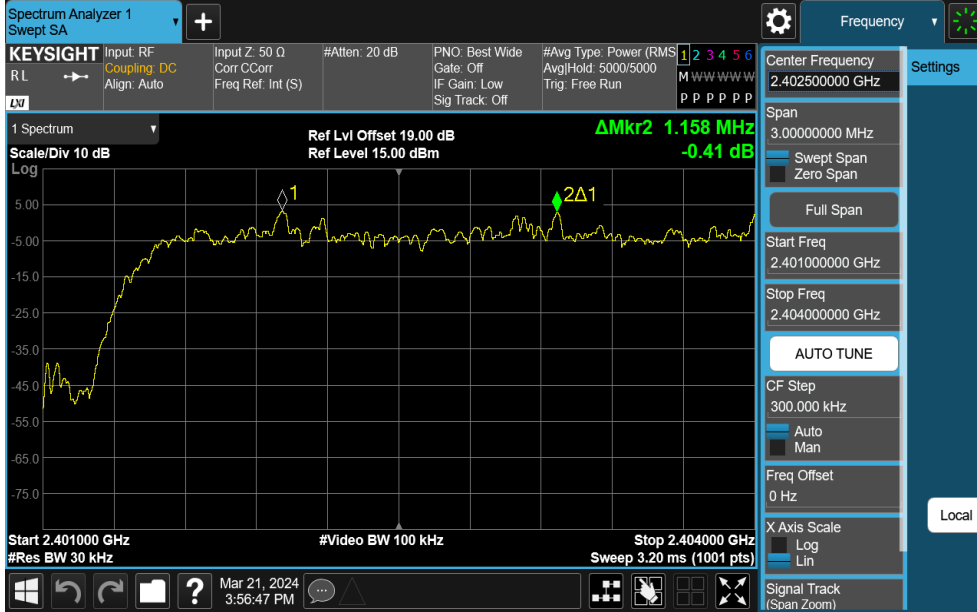 Spectrum Analyzer 1
Swept SA
+
Frequency
KEYSIGHT
R L
LXI
Input: RF
Coupling: DC
Align: Auto
Input Z: 50 Ω
Corr CCorr
Freq Ref: Int (S)
#Atten: 20 dB
PNO: Best Wide
Gate: Off
IF Gain: Low
Sig Track: Off
#Avg Type: Power (RMS
Avg|Hold: 5000/5000
Trig: Free Run
1 2 3 4 5 6
M W W W W W
P P P P P P
1 Spectrum
Scale/Div 10 dB
Log
Ref Lvl Offset 19.00 dB
Ref Level 15.00 dBm
ΔMkr2 1.158 MHz
-0.41 dB
1
2Δ1
5.00
-5.00
-15.0
-25.0
-35.0
-45.0
-55.0
-65.0
-75.0
Start 2.401000 GHz
#Res BW 30 kHz
#Video BW 100 kHz
Stop 2.404000 GHz
Sweep 3.20 ms (1001 pts)
?
Mar 21, 2024
3:56:47 PM
Center Frequency
2.402500000 GHz
Span
3.00000000 MHz
Swept Span
Zero Span
Full Span
Start Freq
2.401000000 GHz
Stop Freq
2.404000000 GHz
AUTO TUNE
CF Step
300.000 kHz
Auto
Man
Freq Offset
0 Hz
X Axis Scale
Log
Lin
Signal Track
(Span Zoom)
Settings
Local